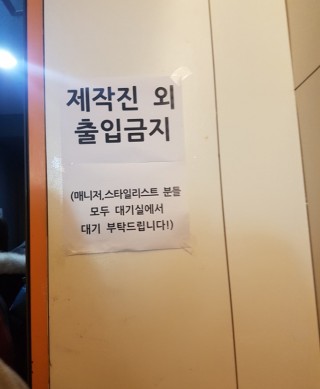 제작진 외
출입금지
(매니저,스타일리스트 분들
모두 대기실에서
대기 부탁드립니다!)